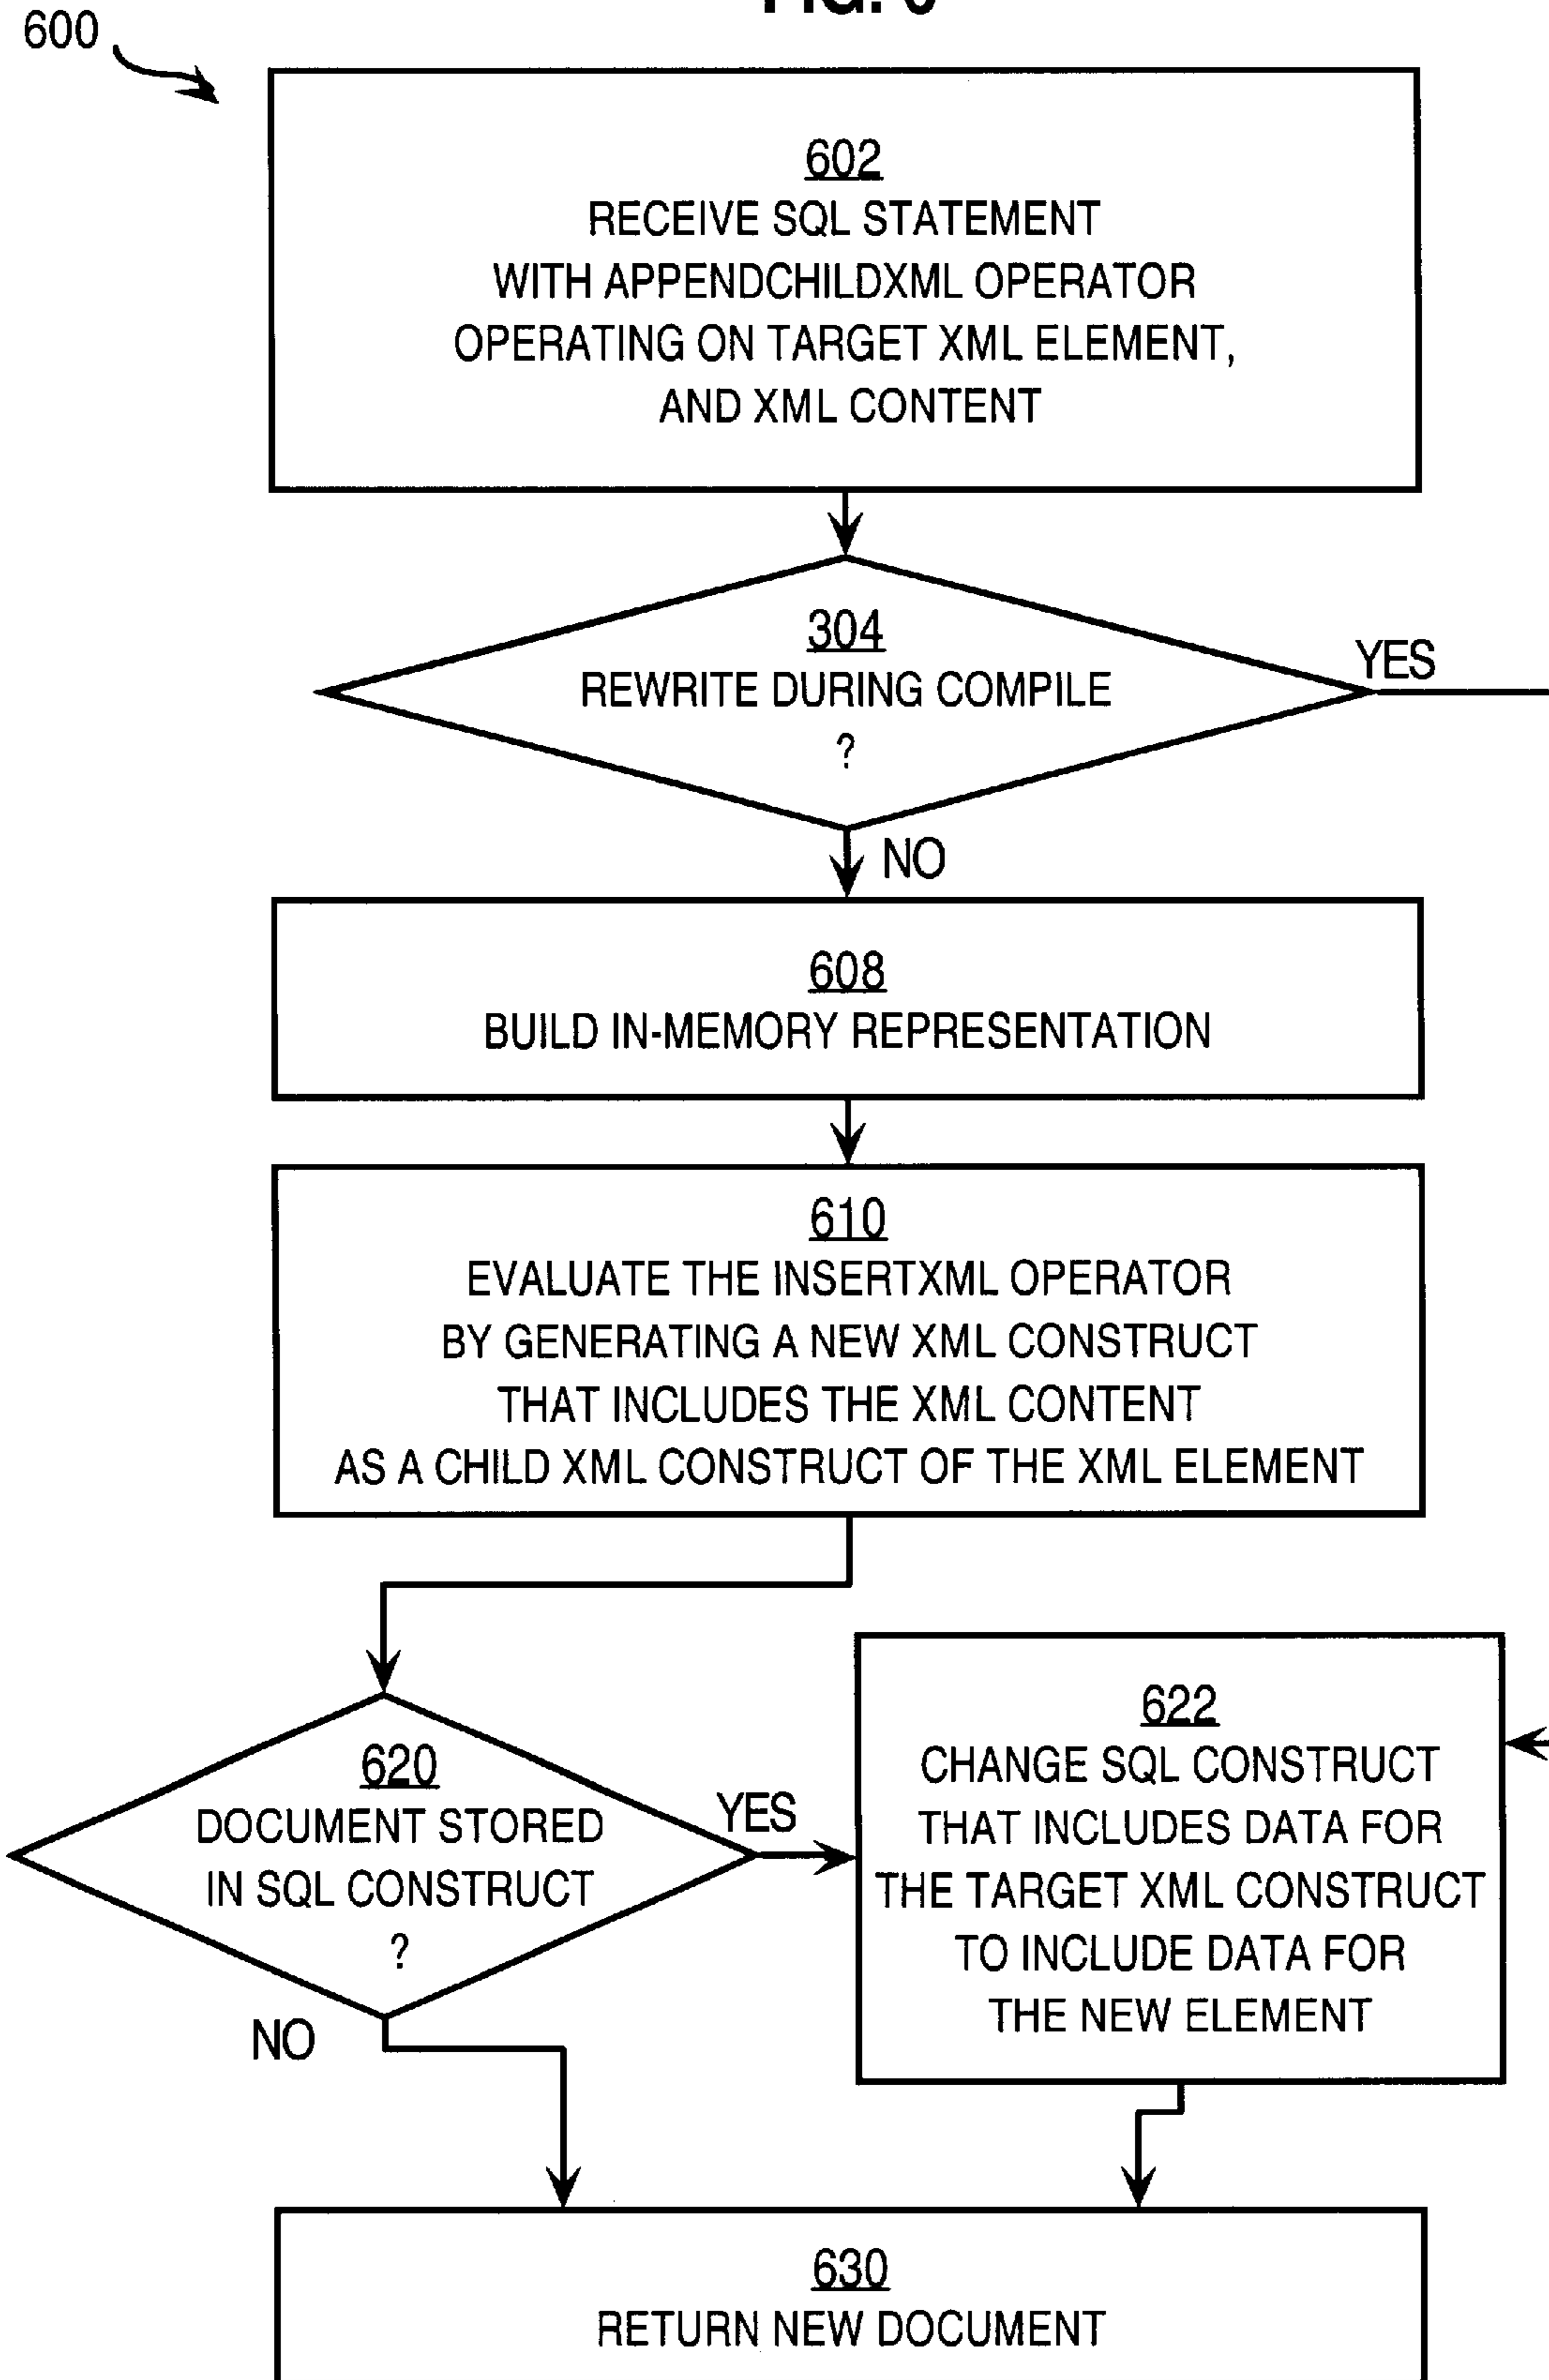 600
602
RECEIVE SQL STATEMENT
WITH APPENDCHILDXML OPERATOR
OPERATING ON TARGET XML ELEMENT,
AND XML CONTENT
304
REWRITE DURING COMPILE
?
YES
NO
608
BUILD IN-MEMORY REPRESENTATION
610
EVALUATE THE INSERTXML OPERATOR
BY GENERATING A NEW XML CONSTRUCT
THAT INCLUDES THE XML CONTENT
AS A CHILD XML CONSTRUCT OF THE XML ELEMENT
620
DOCUMENT STORED
IN SQL CONSTRUCT
?
YES
NO
622
CHANGE SQL CONSTRUCT
THAT INCLUDES DATA FOR
THE TARGET XML CONSTRUCT
TO INCLUDE DATA FOR
THE NEW ELEMENT
630
RETURN NEW DOCUMENT